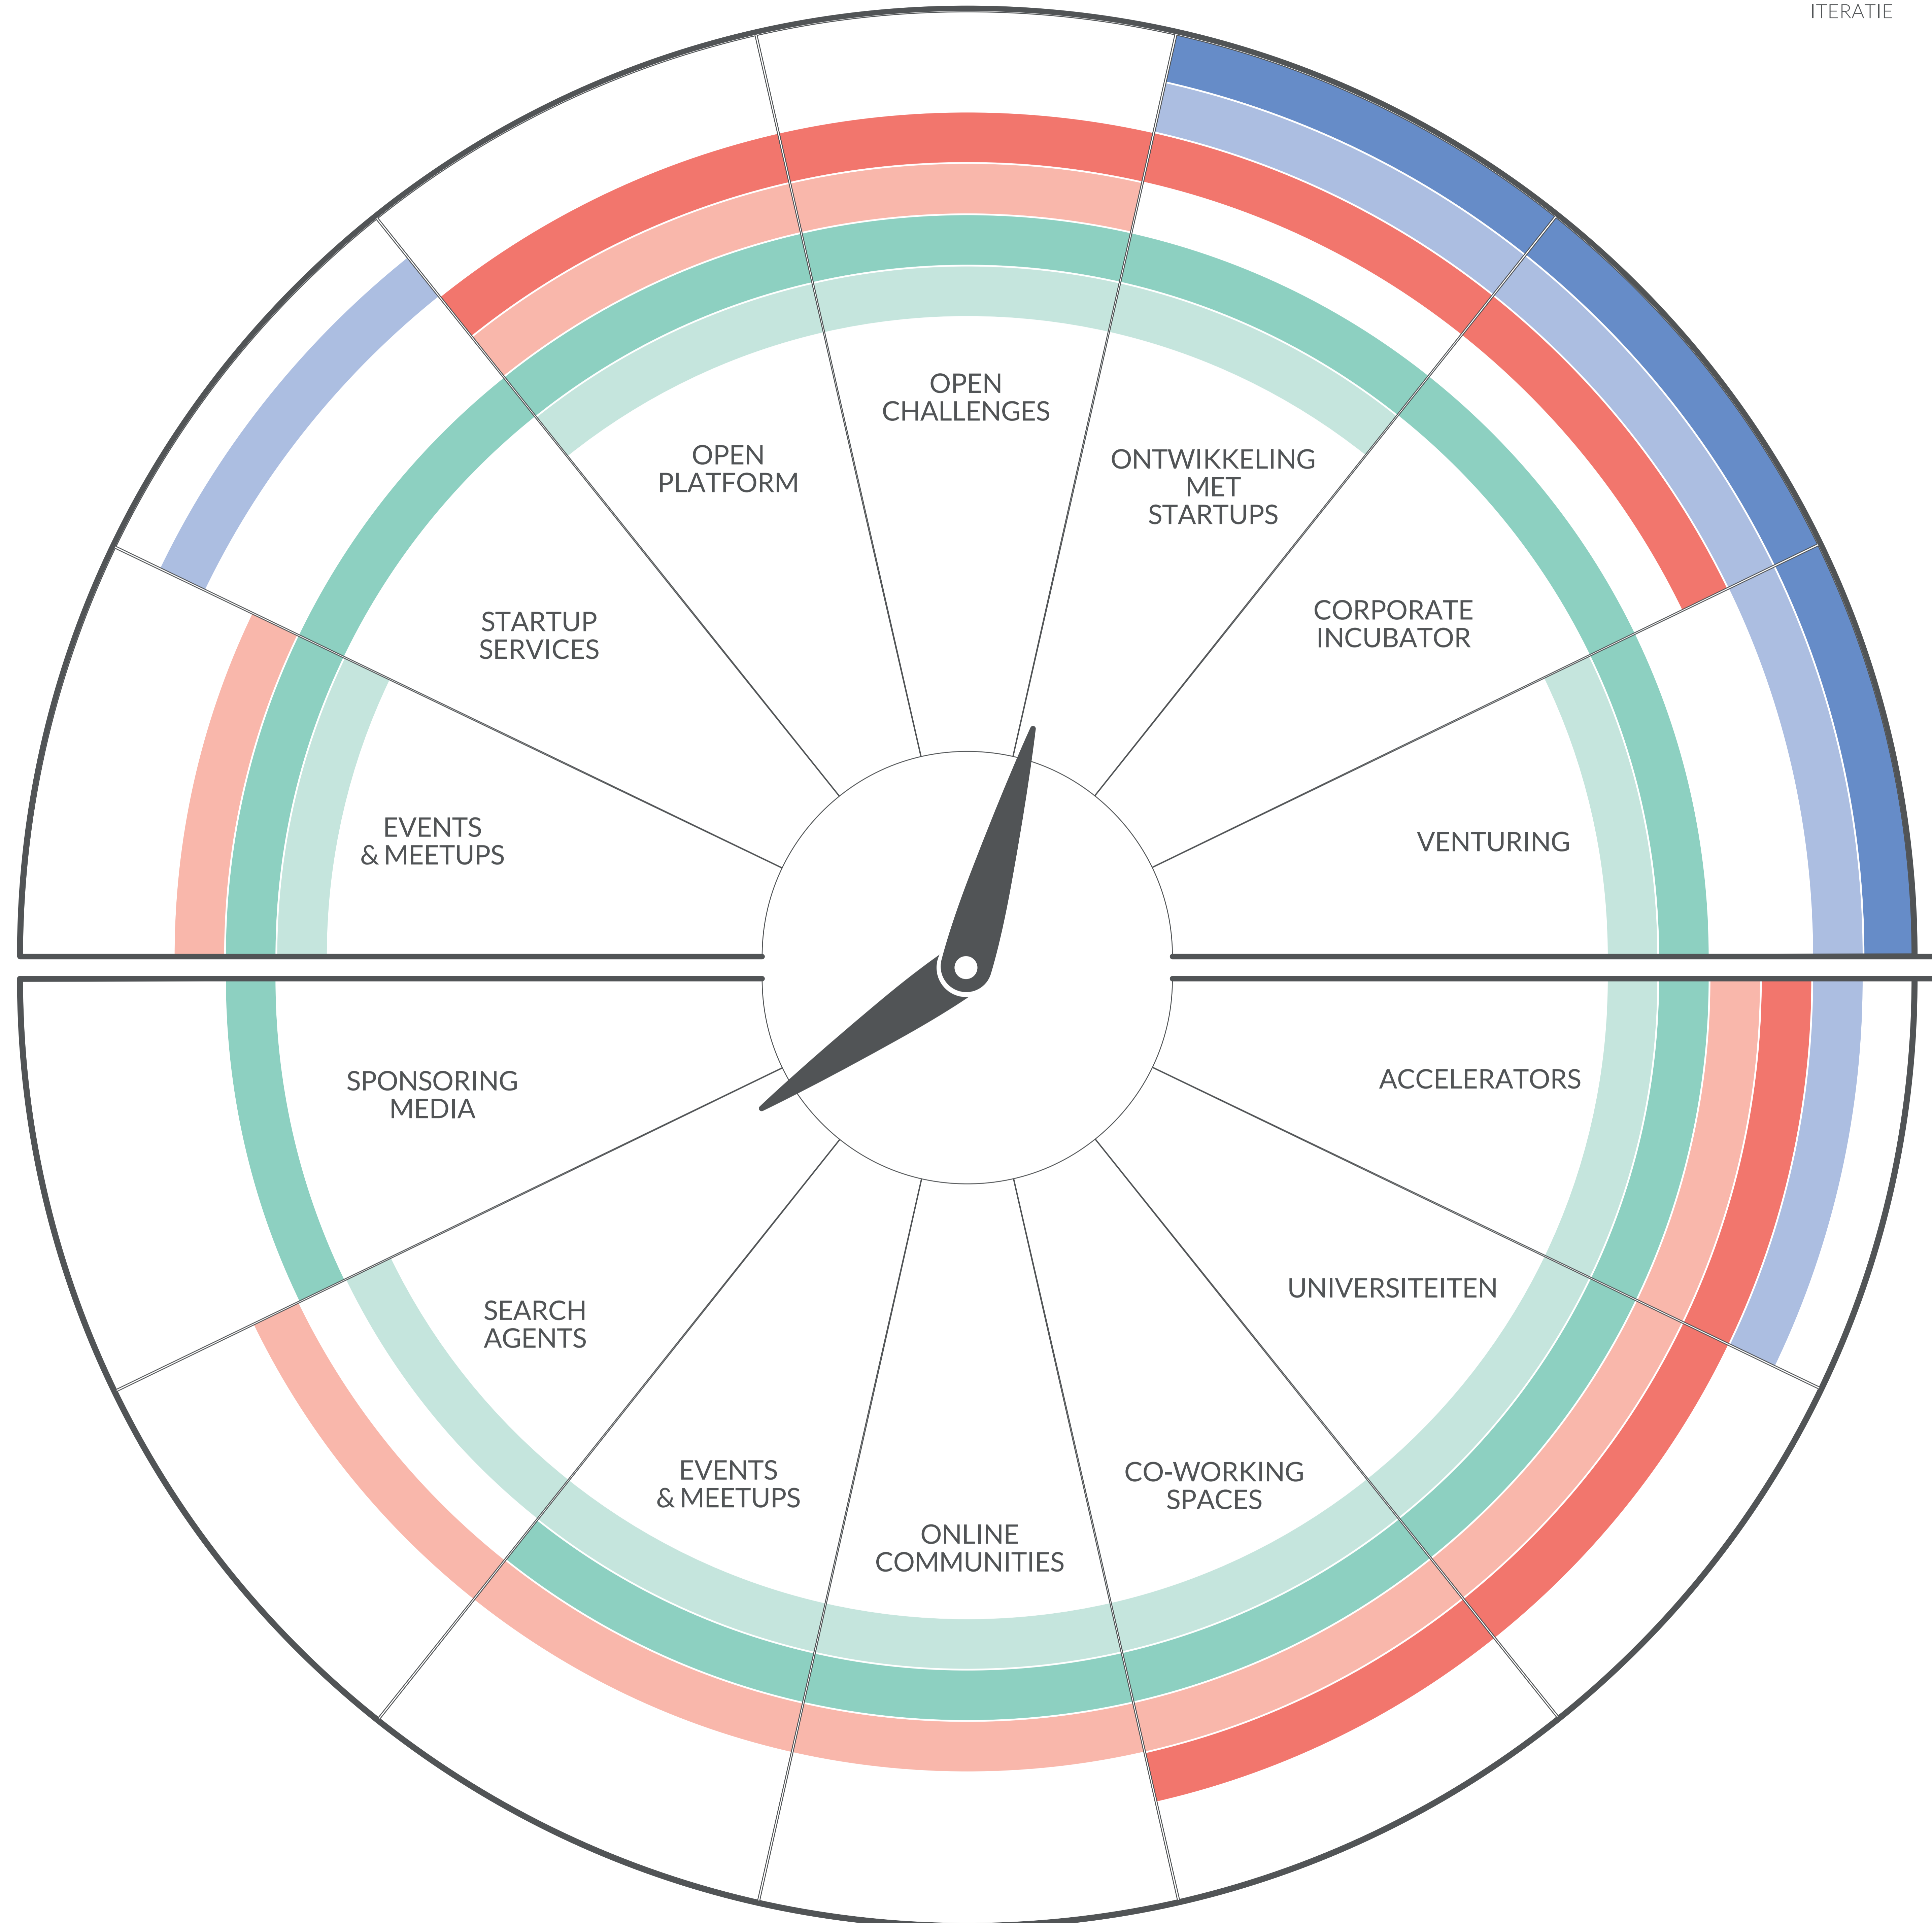 ITERATIE
OPEN
CHALLENGES
OPEN
PLATFORM
ONTWIKKELING
MET
STARTUPS
STARTUP
SERVICES
CORPORATE
INCUBATOR
EVENTS
& MEETUPS
VENTURING
SPONSORING
MEDIA
ACCELERATORS
SEARCH
AGENTS
UNIVERSITEITEN
EVENTS
& MEETUPS
CO-WORKING
SPACES
ONLINE
COMMUNITIES